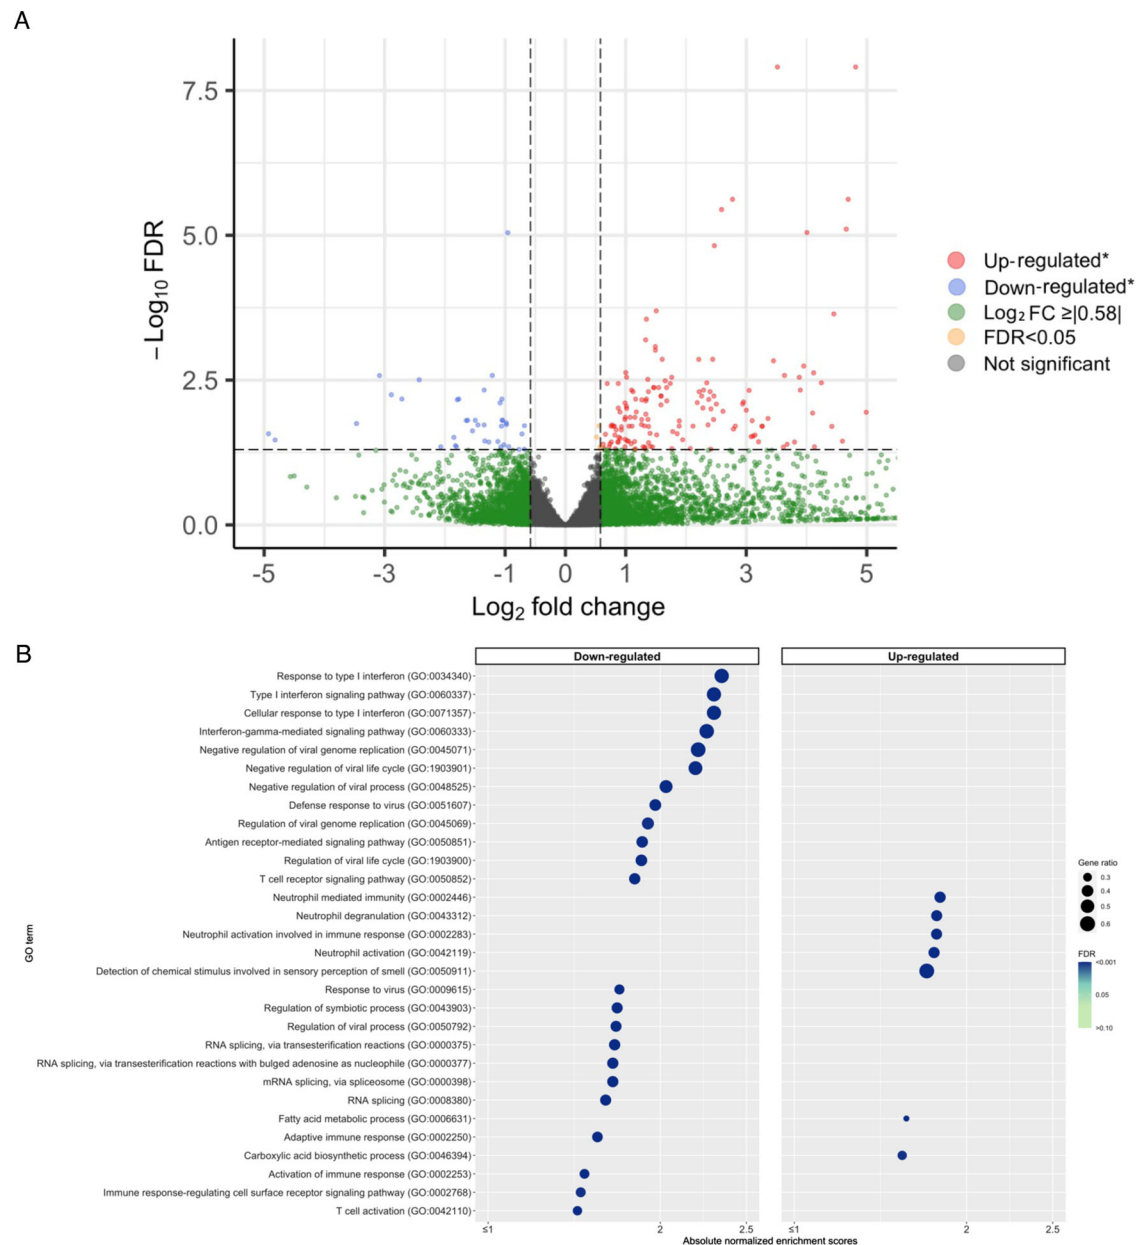 A
7.5
5.0
2.5
0.0
−Log10 FDR
-5 -3 -1 0 1 3 5
Log2 fold change
Up-regulated*
Down-regulated*
Log2 FC ≥|0.58|
FDR<0.05
Not significant
B
Down-regulated
Up-regulated
GO term
Response to type I interferon (GO:0034340)
Type I interferon signaling pathway (GO:0060337)
Cellular response to type I interferon (GO:0071357)
Interferon-gamma-mediated signaling pathway (GO:0060333)
Negative regulation of viral genome replication (GO:0045071)
Negative regulation of viral life cycle (GO:1903901)
Negative regulation of viral process (GO:0048525)
Defense response to virus (GO:0051607)
Regulation of viral genome replication (GO:0045069)
Antigen receptor-mediated signaling pathway (GO:0050851)
Regulation of viral life cycle (GO:1903900)
T cell receptor signaling pathway (GO:0050852)
Neutrophil mediated immunity (GO:0002446)
Neutrophil degranulation (GO:0043312)
Neutrophil activation involved in immune response (GO:0002283)
Neutrophil activation (GO:0042119)
Detection of chemical stimulus involved in sensory perception of smell (GO:0050911)
Response to virus (GO:0009615)
Regulation of symbiotic process (GO:0043903)
Regulation of viral process (GO:0050792)
RNA splicing, via transesterification reactions (GO:0000375)
RNA splicing, via transesterification reactions with bulged adenosine as nucleophile (GO:0000377)
mRNA splicing, via spliceosome (GO:0000398)
RNA splicing (GO:0008380)
Fatty acid metabolic process (GO:0006631)
Adaptive immune response (GO:0002250)
Carboxylic acid biosynthetic process (GO:0046394)
Activation of immune response (GO:0002253)
Immune response-regulating cell surface receptor signaling pathway (GO:0002768)
T cell activation (GO:0042110)
≤1 2 2.5
≤1 2 2.5
Absolute normalized enrichment scores
Gene ratio
0.3
0.4
0.5
0.6
FDR
<0.001
0.05
>0.10